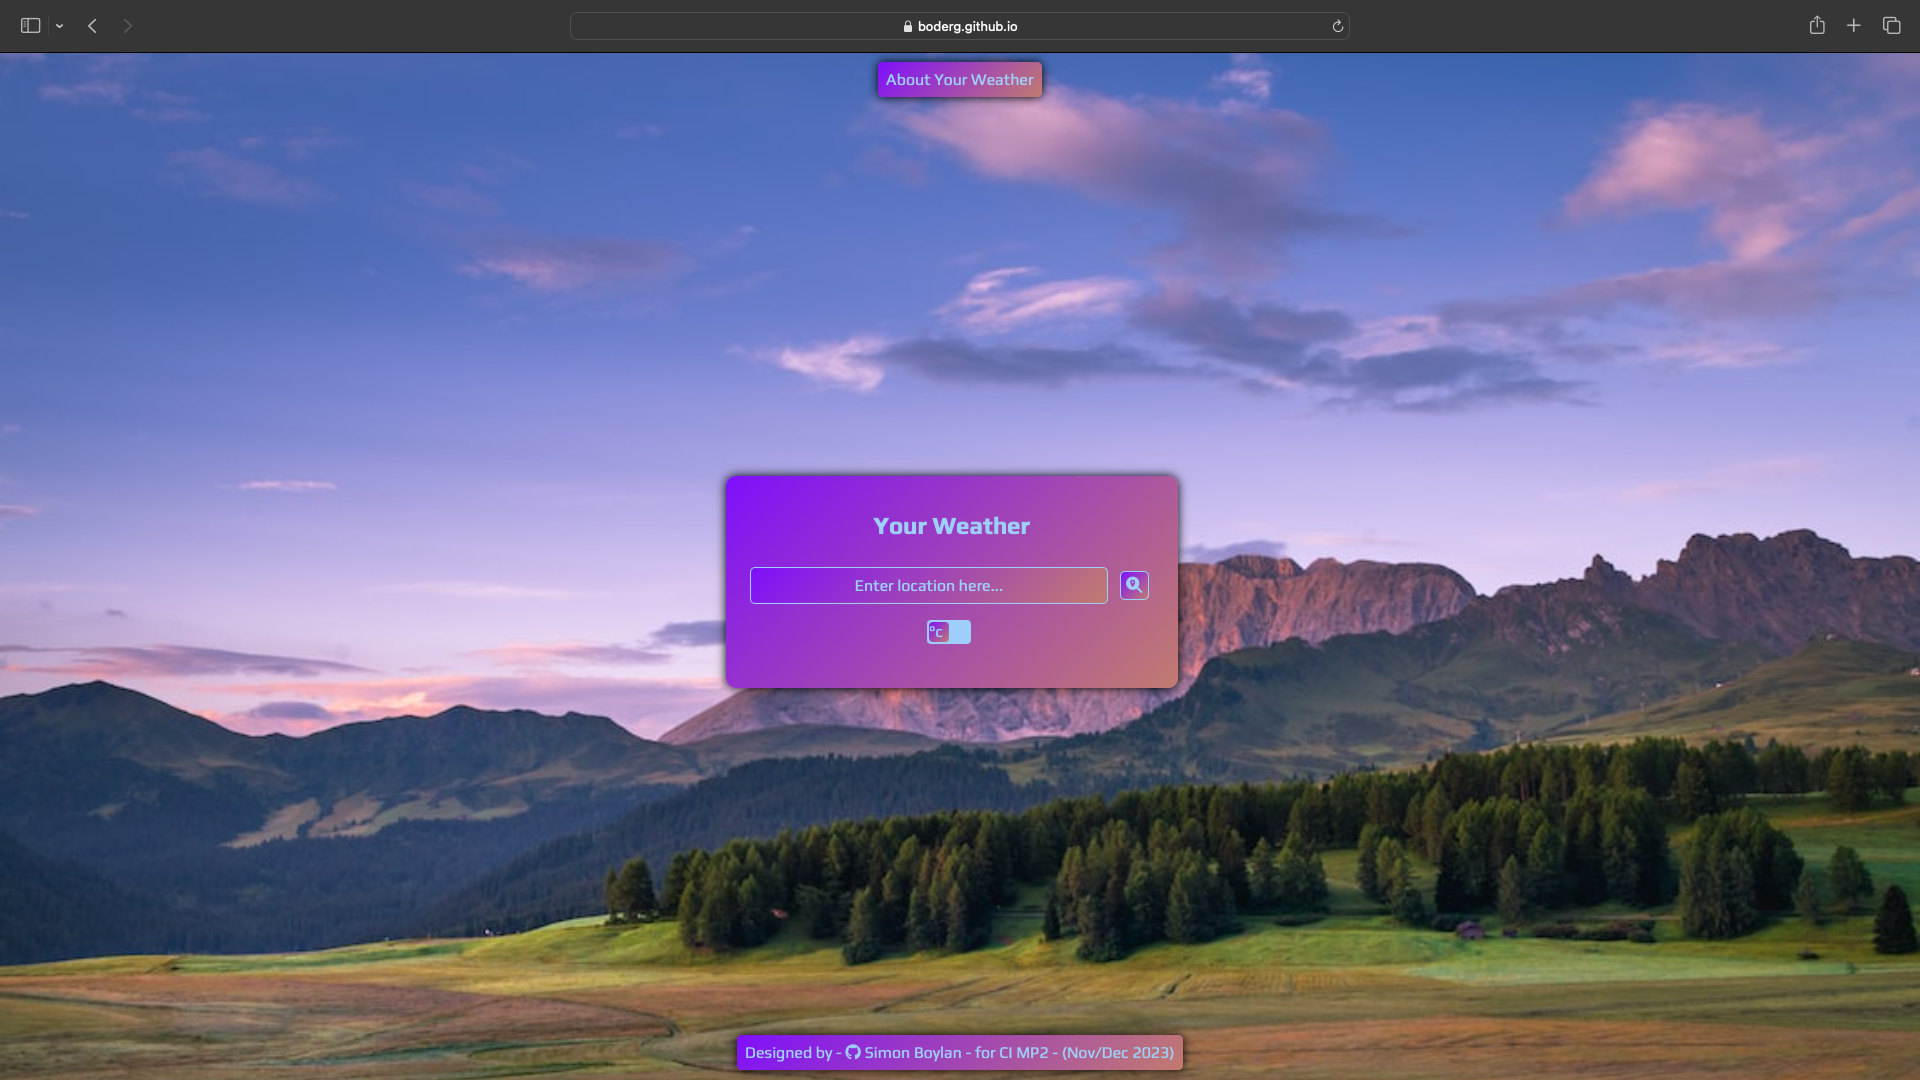 boderg.github.io
About Your Weather
Your Weather
Enter location here...
°C
Designed by - Simon Boylan - for CI MP2 - (Nov/Dec 2023)